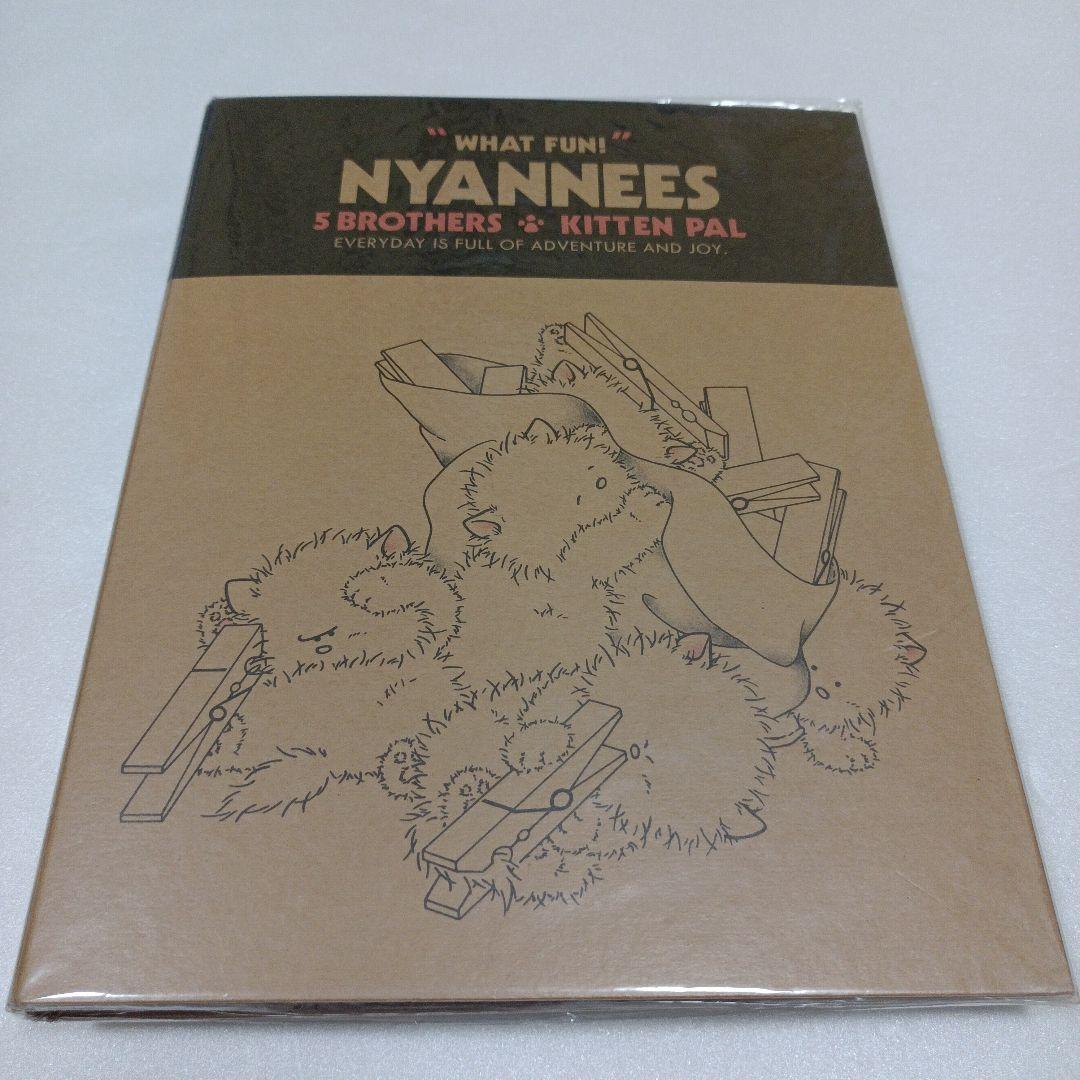 "WHAT FUN!"
NYANNEES
5 BROTHERS KITTEN PAL
EVERYDAY IS FULL OF ADVENTURE AND JOY.